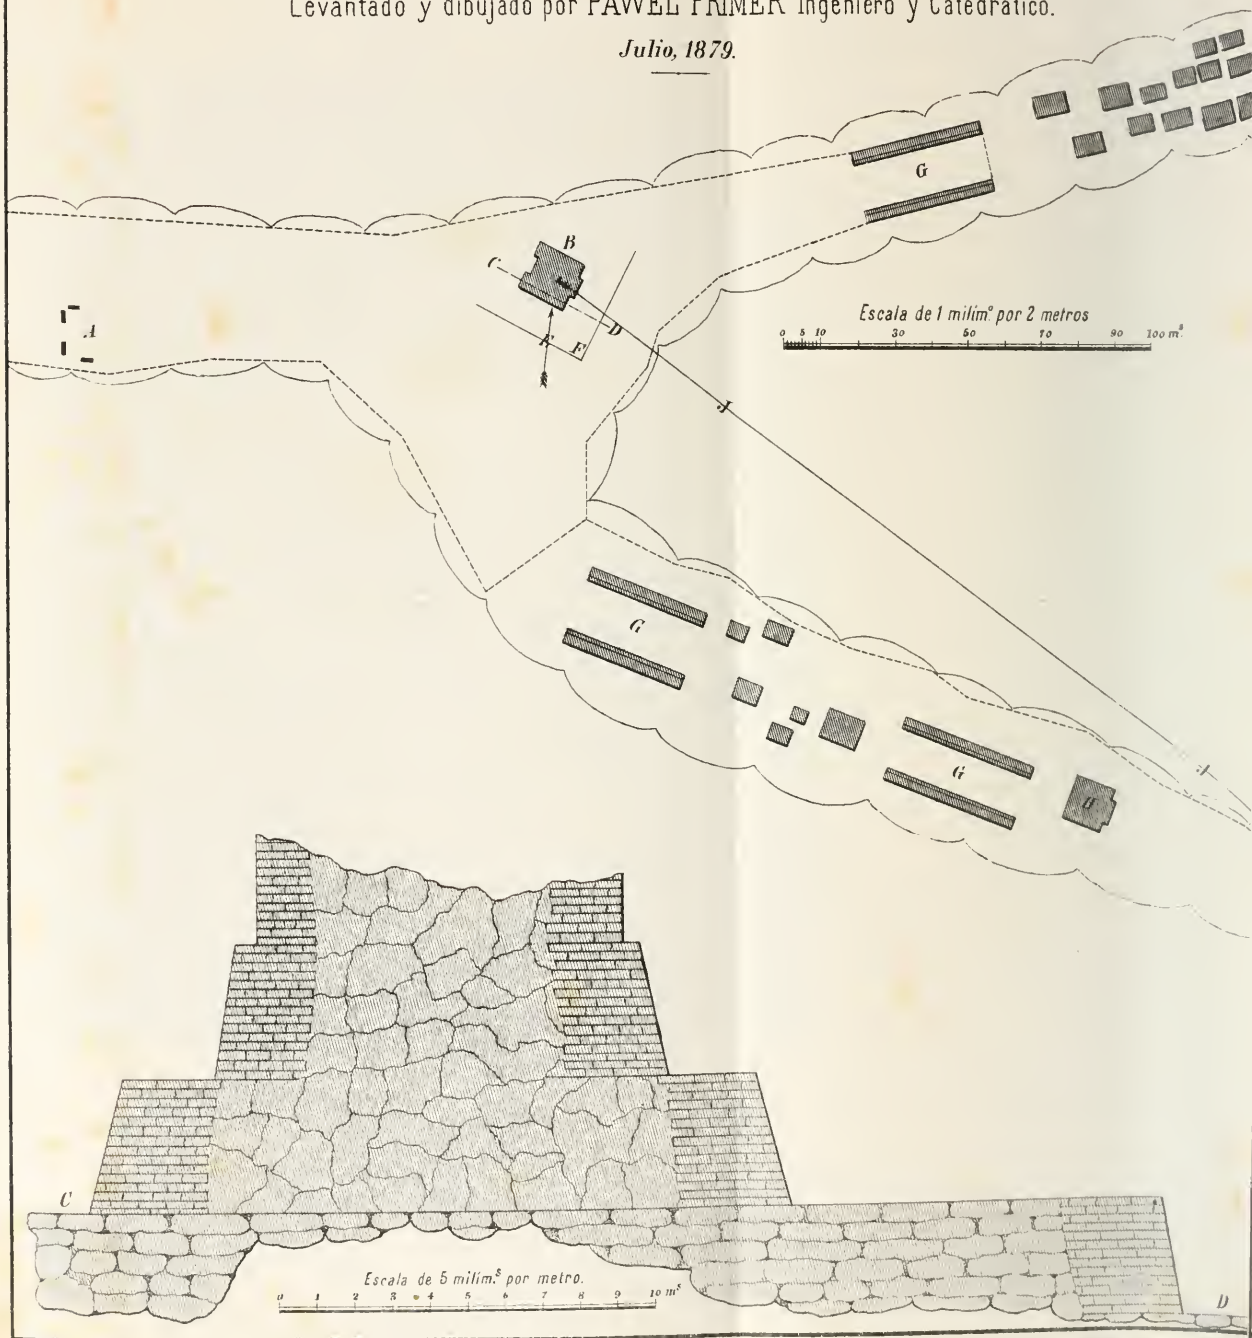 Levantado y dibujado por PAWEL PRIMER Ingeniero y Catedrático.
Julio, 1879.
G
B
C
Escala de 1 milím.º por 2 metros
0 5 10 30 50 70 90 100 m.s
A
D
E
F
J
G
J
G
H
C
Escala de 5 milím.s por metro.
0 1 2 3 4 5 6 7 8 9 10 m.s
D